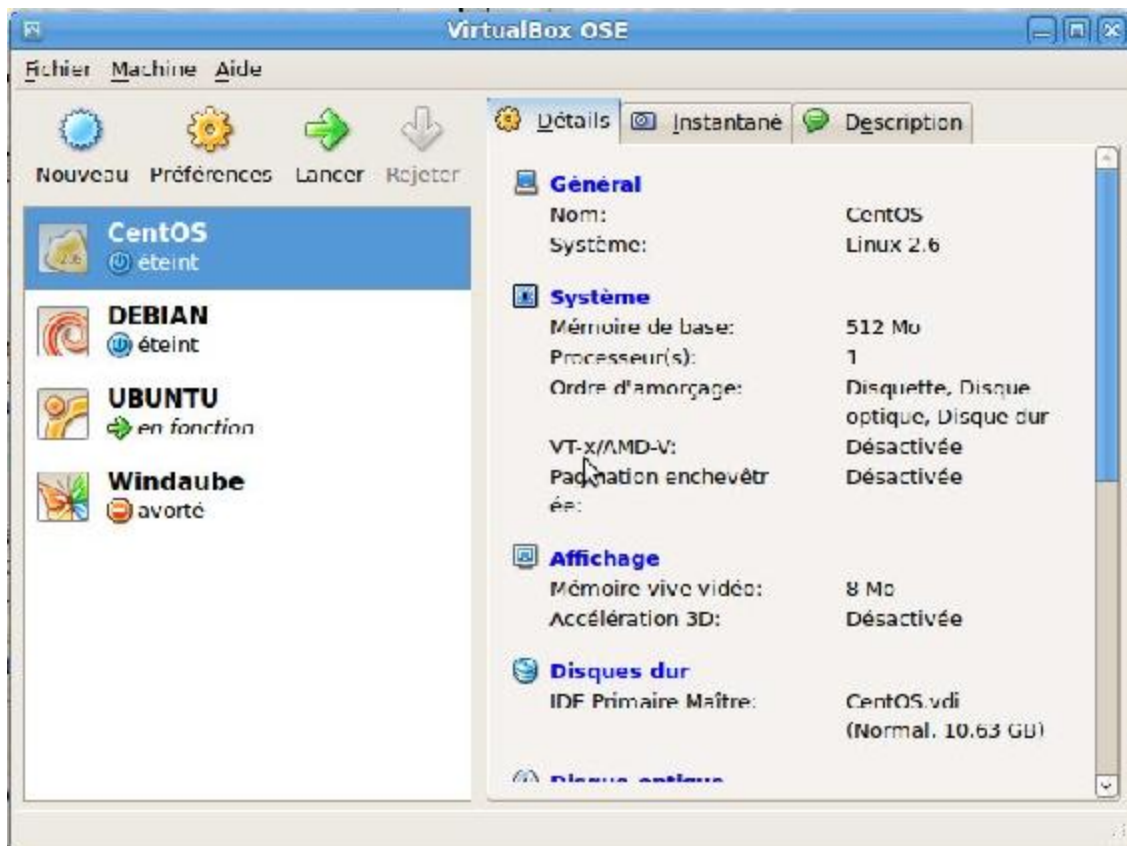 VirtualBox OSE
Fichier Machine Aide
Nouveau Préférences Lancer Rejeter
CentOS
éteint
DEBIAN
éteint
UBUNTU
en fonction
Windaube
avorté
Détails Instantané Description
Général
Nom: CentOS
Système: Linux 2.6
Système
Mémoire de base: 512 Mo
Processeur(s): 1
Ordre d'amorçage: Disquette, Disque
optique, Disque dur
VT-x/AMD-V: Désactivée
Pagination enchevêtr Désactivée
ée:
Affichage
Mémoire vive vidéo: 8 Mo
Accélération 3D: Désactivée
Disques dur
IDE Primaire Maître: CentOS.vdi
(Normal, 10.63 GB)
Disque optique